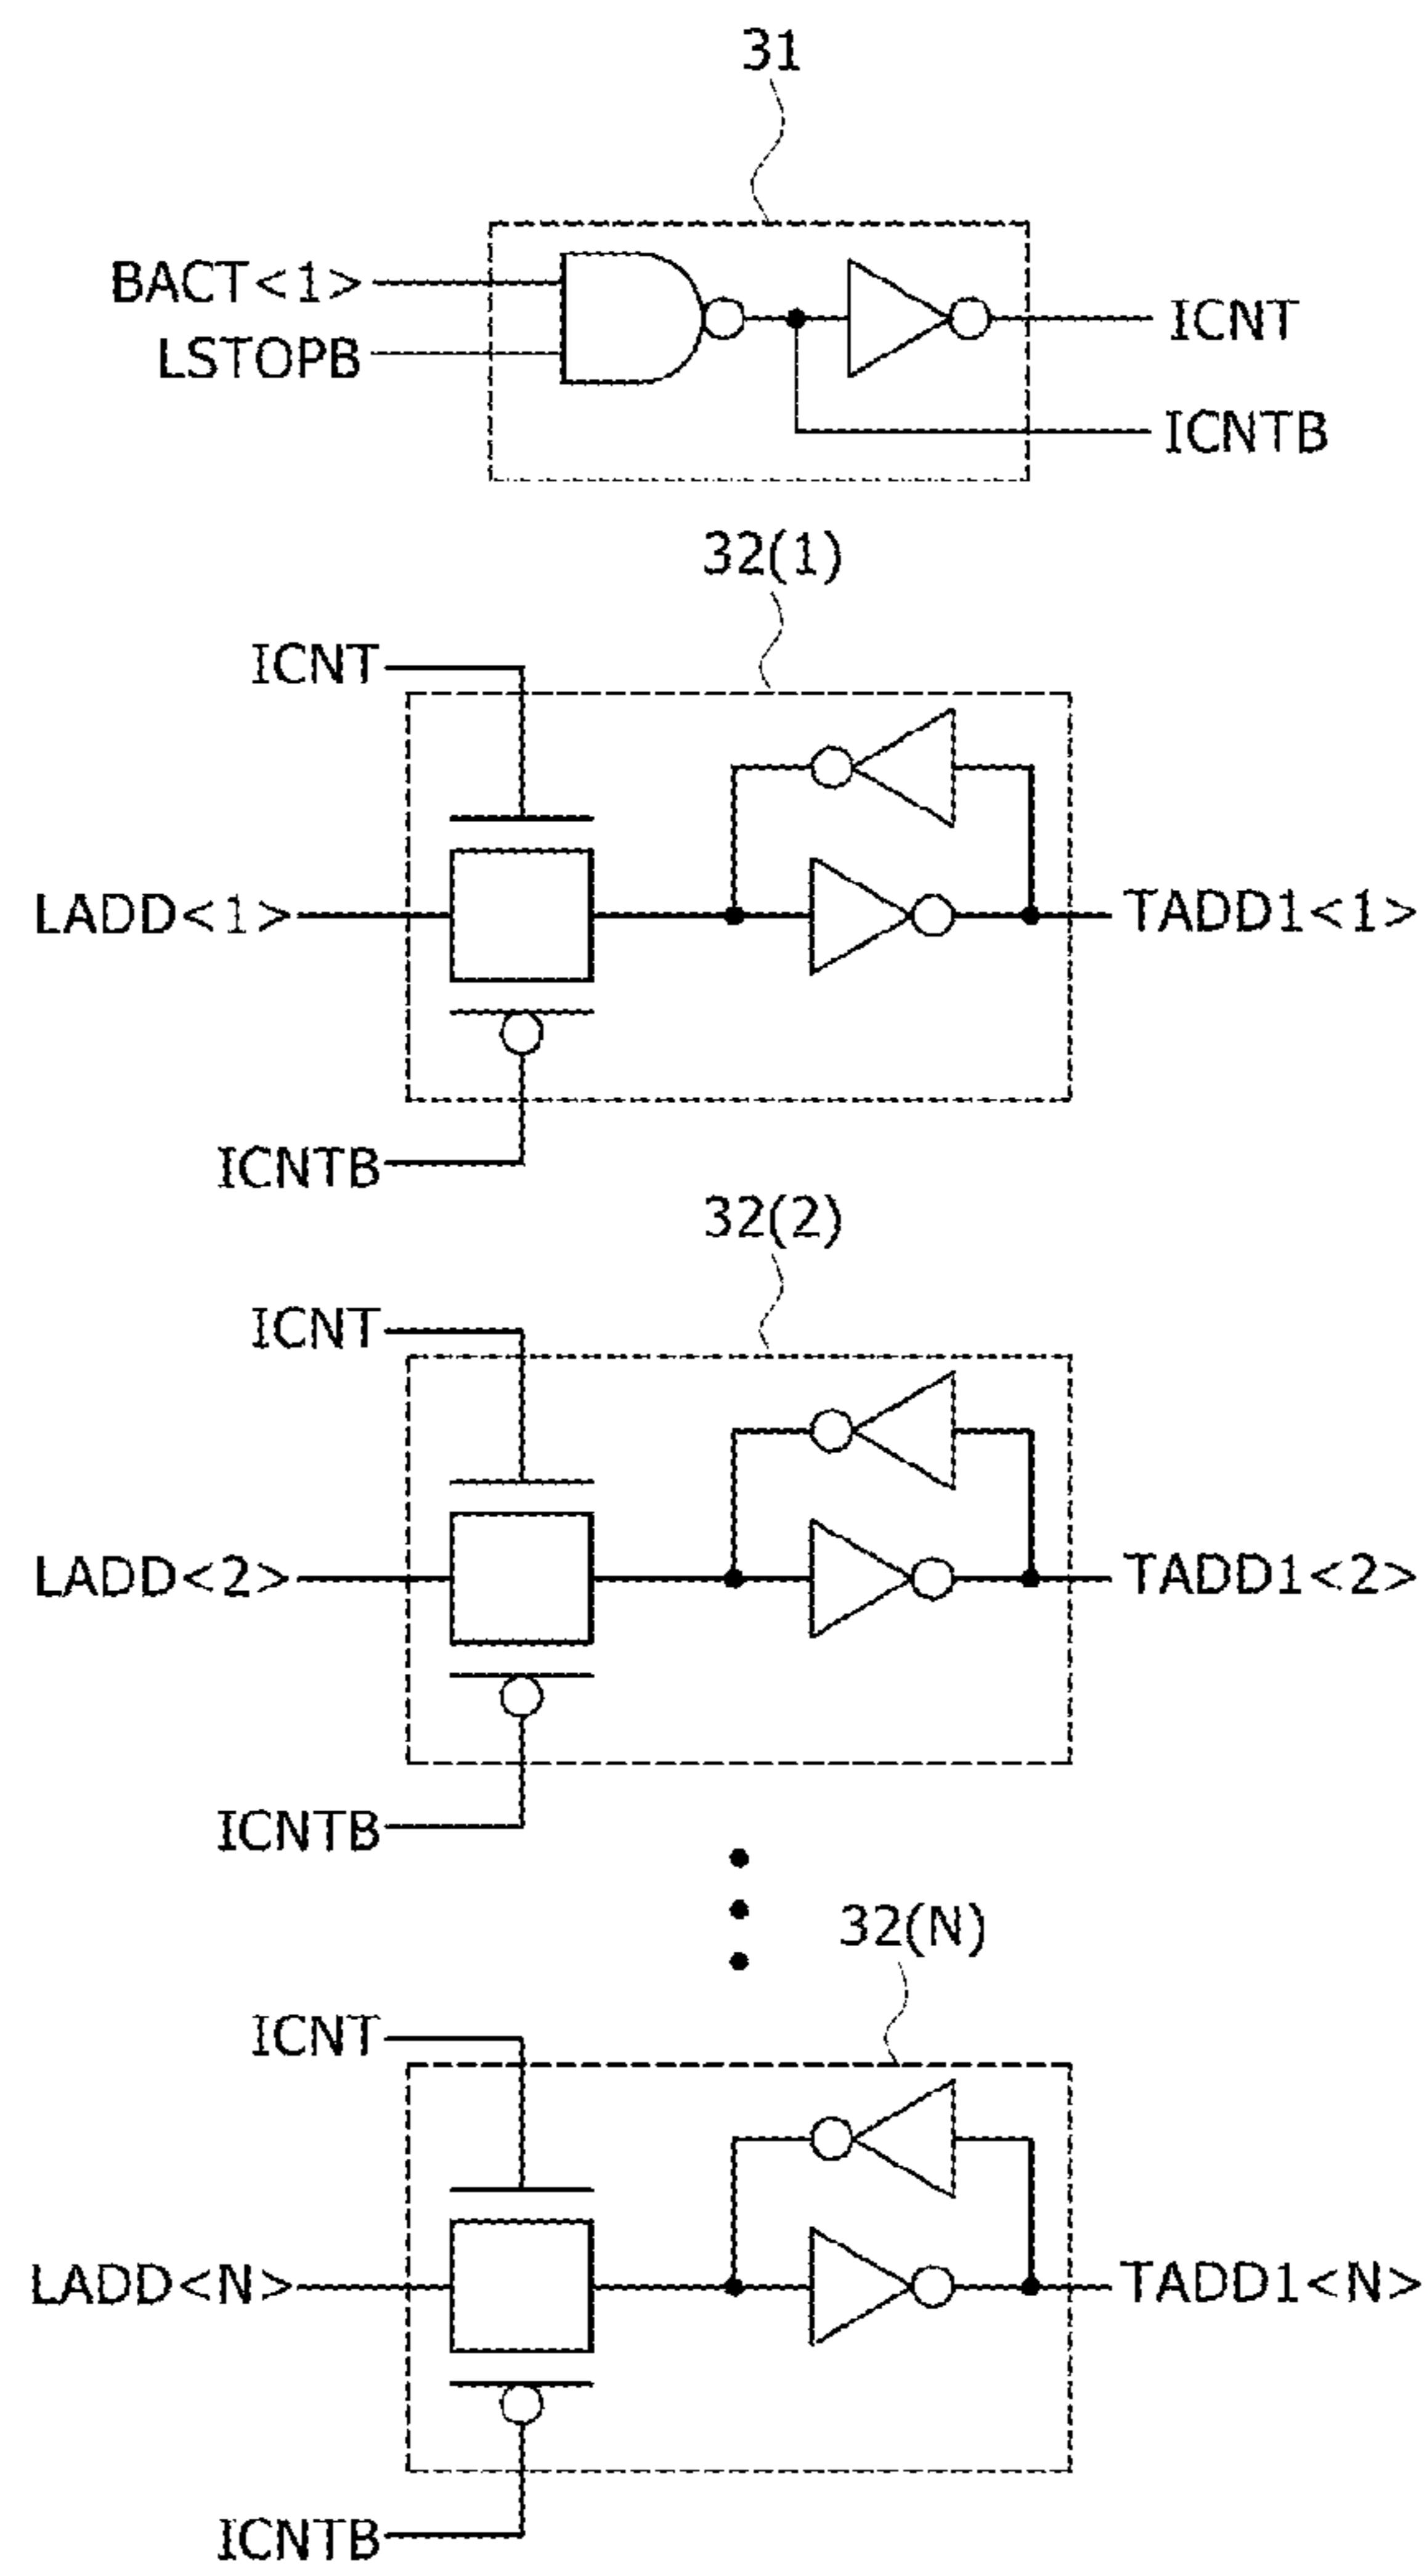 31
BACT<1>
LSTOPB
ICNT
ICNTB
32(1)
ICNT
LADD<1>
TADD1<1>
ICNTB
32(2)
ICNT
LADD<2>
TADD1<2>
ICNTB
32(N)
ICNT
LADD<N>
TADD1<N>
ICNTB